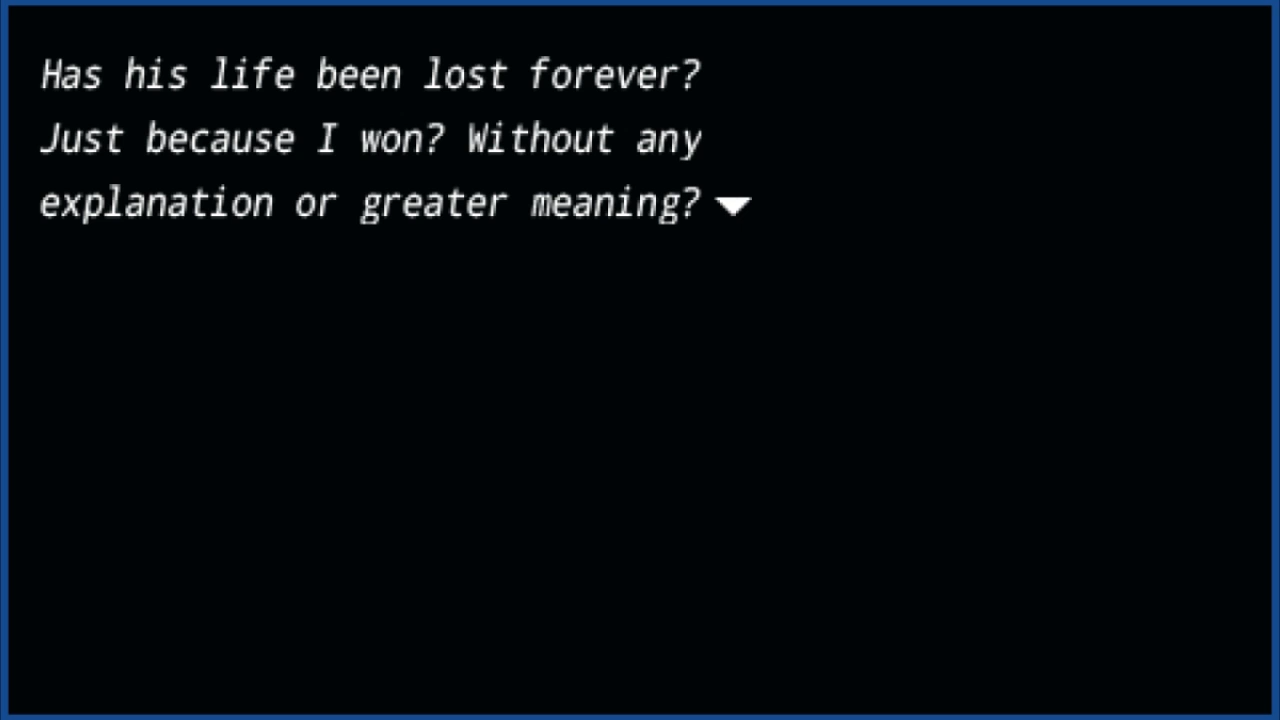 Has his life been lost forever?
Just because I won? Without any
explanation or greater meaning?